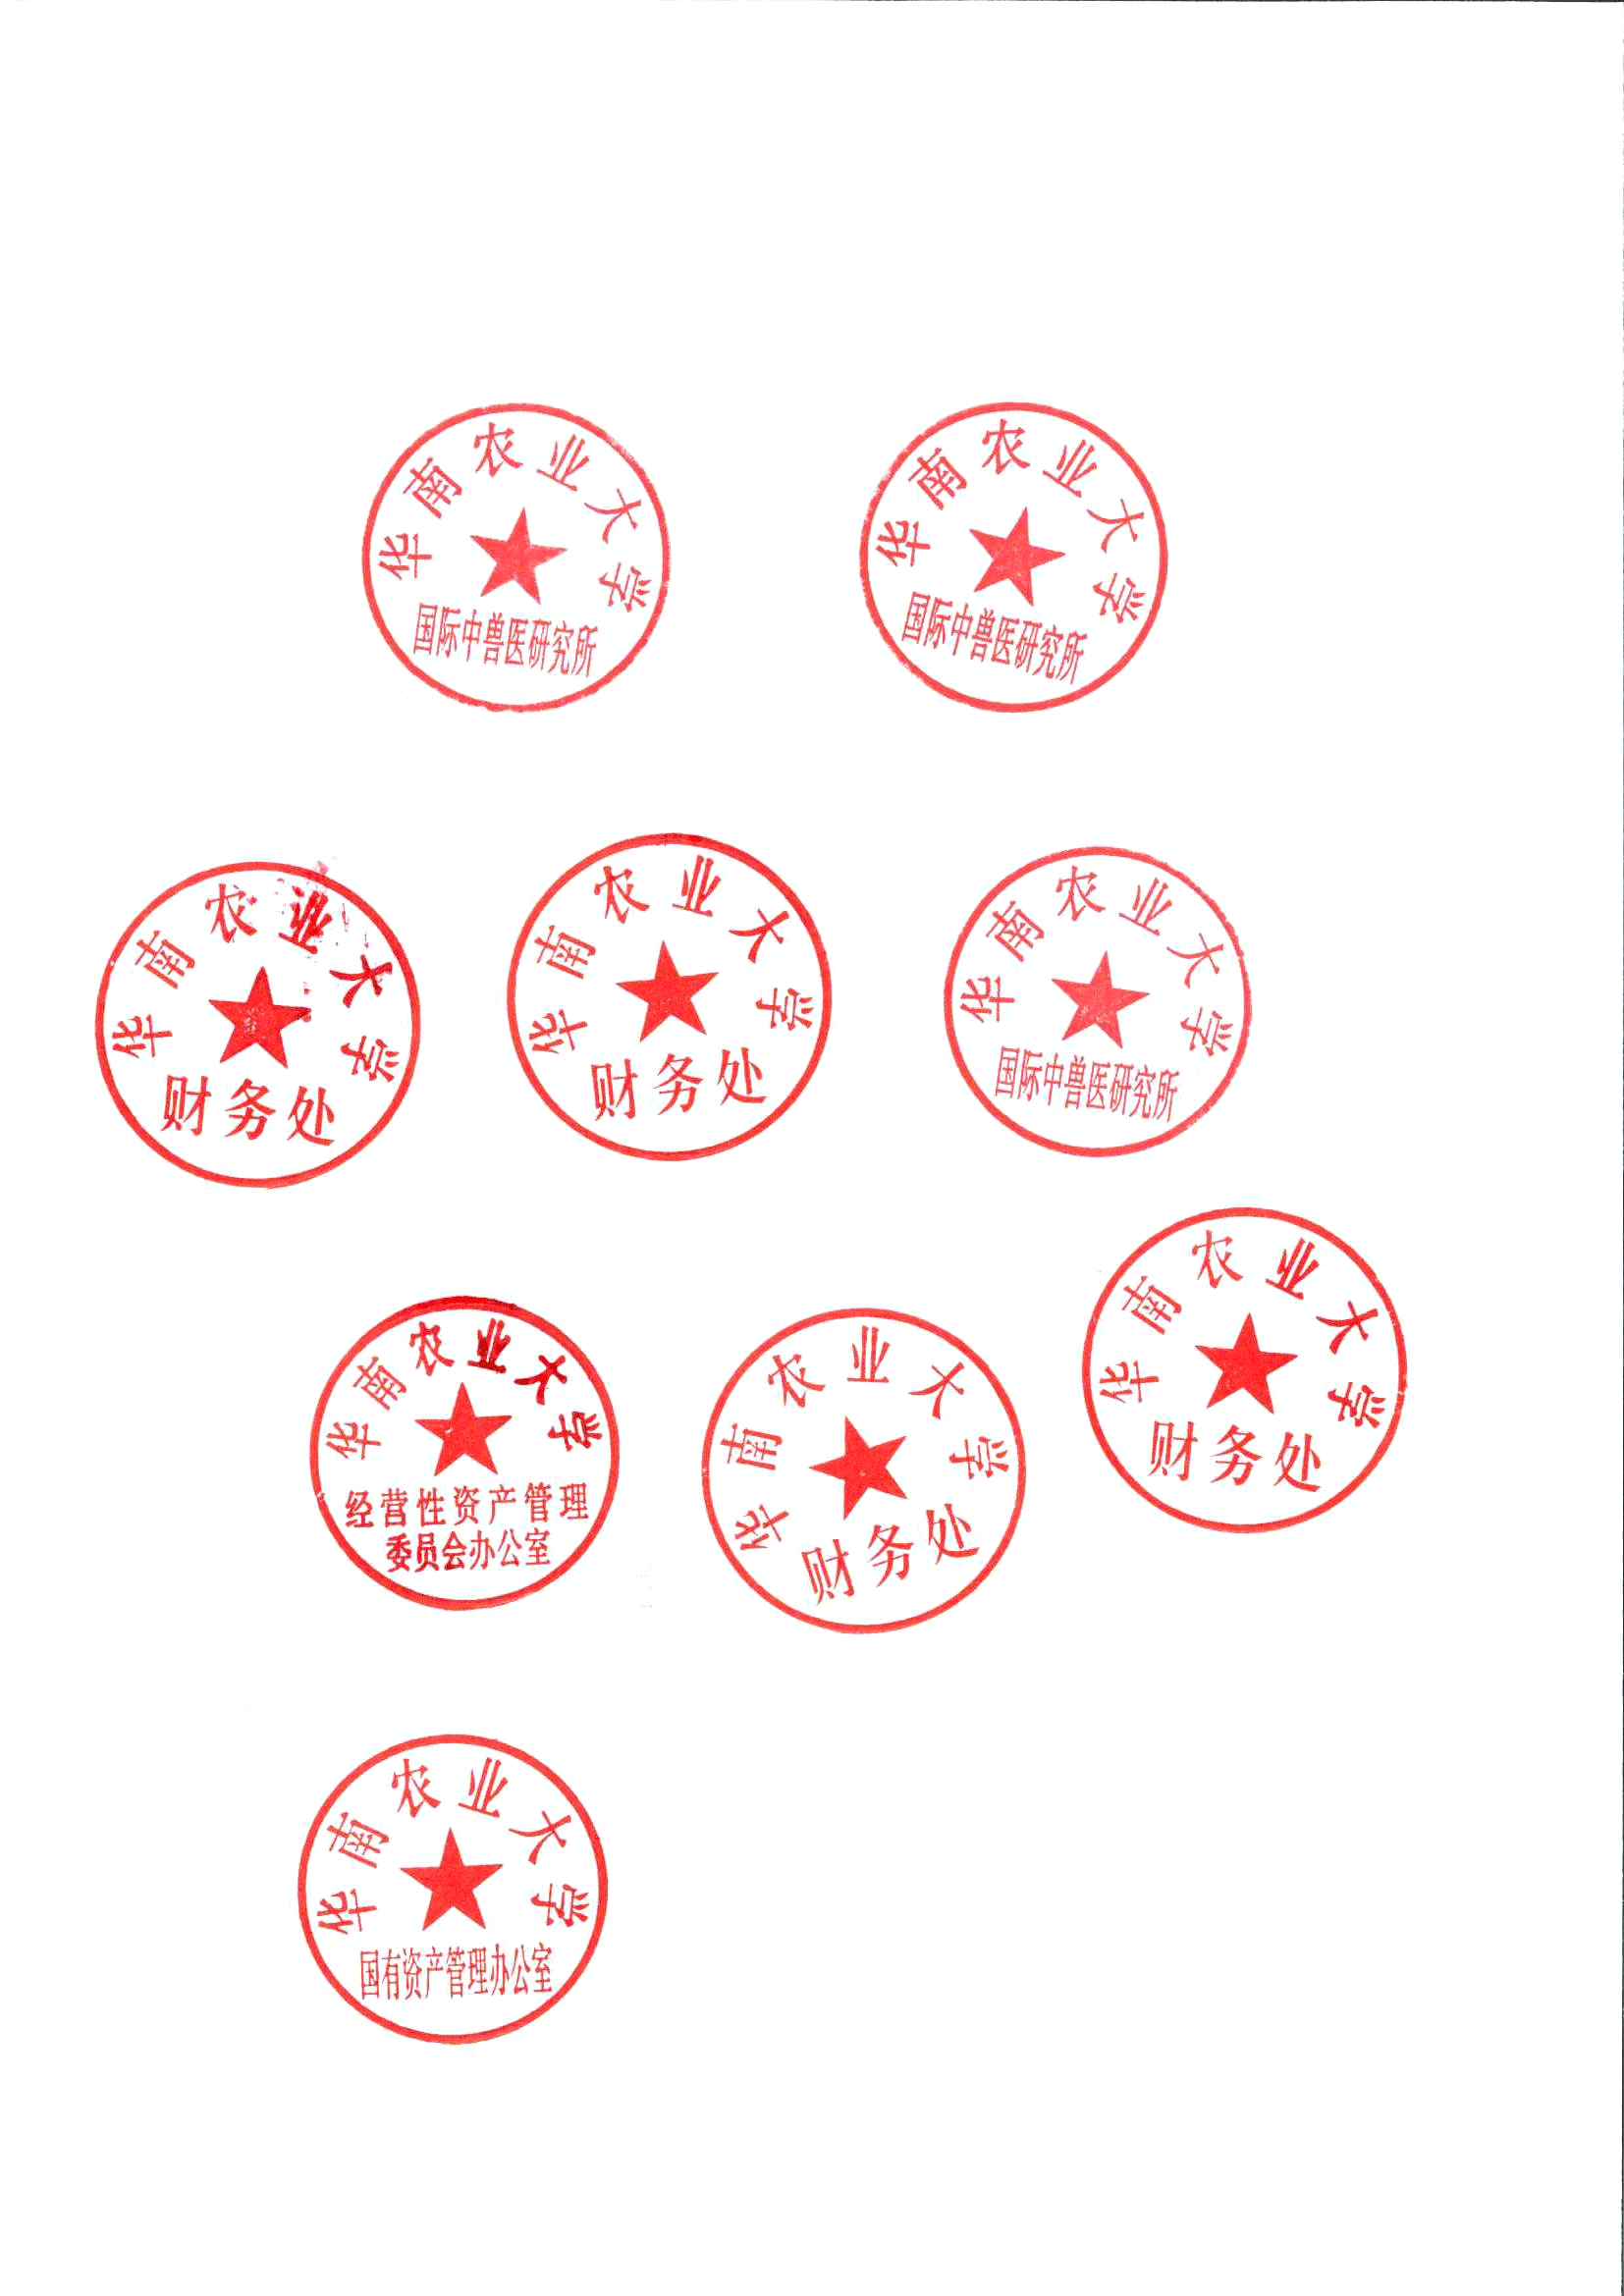 华南农业大学
国际中兽医研究所
华南农业大学
国际中兽医研究所
华南农业大学
财务处
华南农业大学
财务处
华南农业大学
国际中兽医研究所
华南农业大学
经营性资产管理
委员会办公室
华南农业大学
财务处
华南农业大学
财务处
华南农业大学
国有资产管理办公室